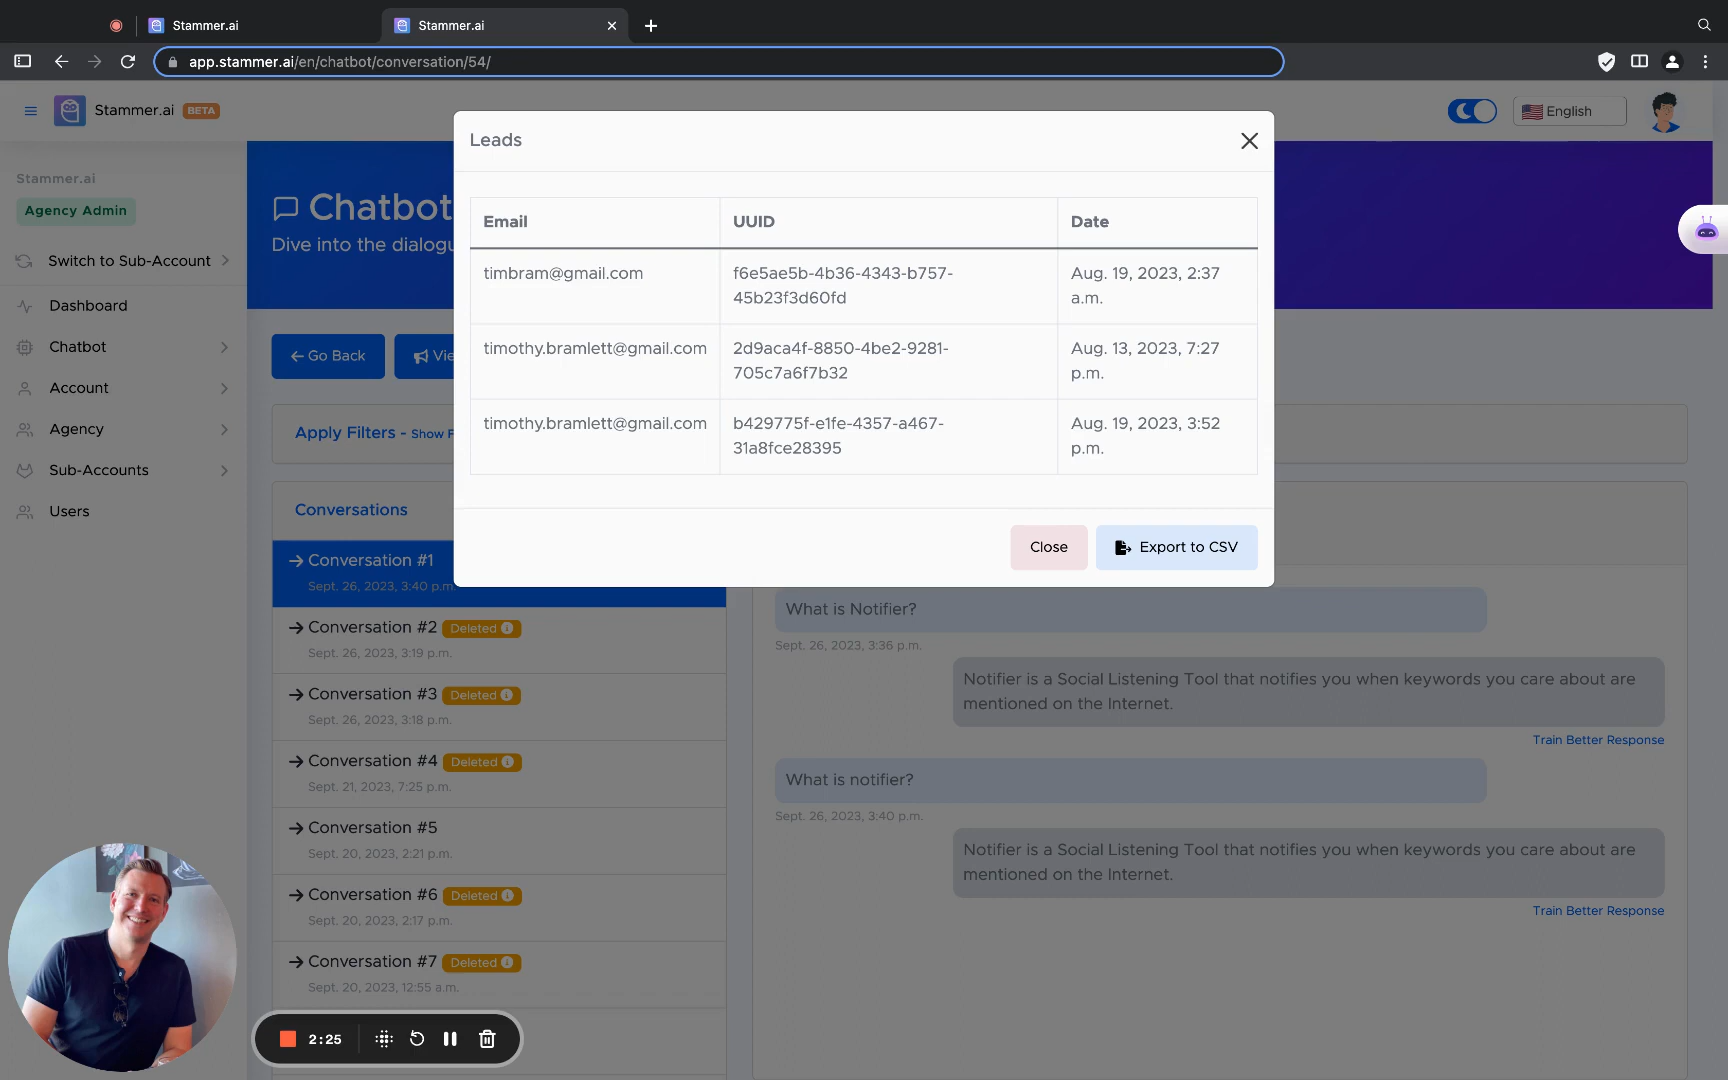 Stammer.ai
Stammer.ai
app.stammer.ai/en/chatbot/conversation/54/
Stammer.ai BETA
English
Stammer.ai
Agency Admin
Switch to Sub-Account
Dashboard
Chatbot
Account
Agency
Sub-Accounts
Users
Chatbot
Dive into the dialogu
Go Back
Vie
Apply Filters - Show F
Conversations
Conversation #1
Sept. 26, 2023, 3:40 p.m.
Conversation #2 Deleted
Sept. 26, 2023, 3:19 p.m.
Conversation #3 Deleted
Sept. 26, 2023, 3:18 p.m.
Conversation #4 Deleted
Sept. 21, 2023, 7:25 p.m.
Conversation #5
Sept. 20, 2023, 2:21 p.m.
Conversation #6 Deleted
Sept. 20, 2023, 2:17 p.m.
Conversation #7 Deleted
Sept. 20, 2023, 12:55 a.m.
Leads
Email UUID Date
timbram@gmail.com f6e5ae5b-4b36-4343-b757- Aug. 19, 2023, 2:37
45b23f3d60fd a.m.
timothy.bramlett@gmail.com 2d9aca4f-8850-4be2-9281- Aug. 13, 2023, 7:27
705c7a6f7b32 p.m.
timothy.bramlett@gmail.com b429775f-e1fe-4357-a467- Aug. 19, 2023, 3:52
31a8fce28395 p.m.
Close
Export to CSV
What is Notifier?
Sept. 26, 2023, 3:36 p.m.
Notifier is a Social Listening Tool that notifies you when keywords you care about are
mentioned on the Internet.
Train Better Response
What is notifier?
Sept. 26, 2023, 3:40 p.m.
Notifier is a Social Listening Tool that notifies you when keywords you care about are
mentioned on the Internet.
Train Better Response
2:25